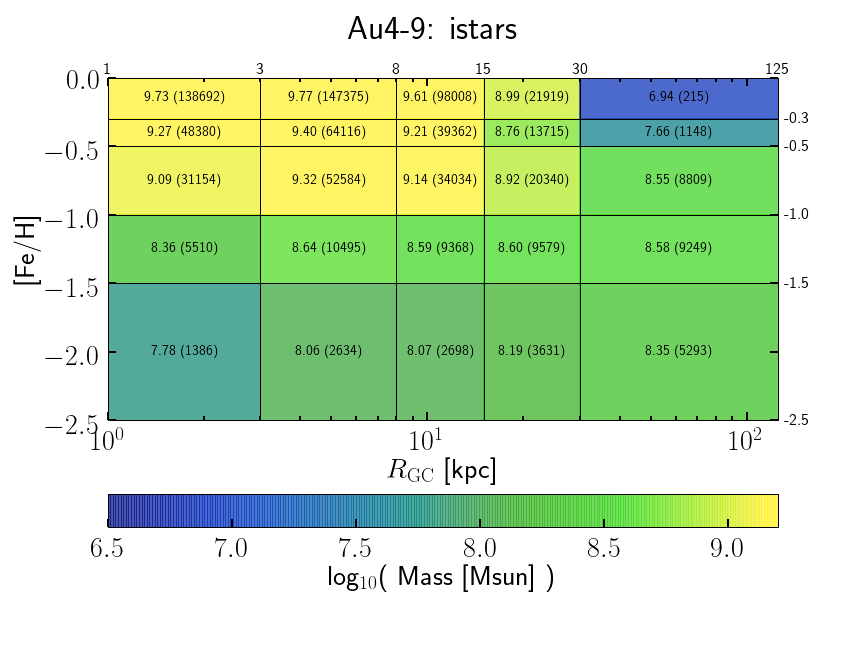 Au4-9: istars
1 3 8 15 30 125
0.0 9.73 (138692) 9.77 (147375) 9.61 (98008) 8.99 (21919) 6.94 (215)
-0.3
9.27 (48380) 9.40 (64116) 9.21 (39362) 8.76 (13715) 7.66 (1148)
−0.5 -0.5
9.09 (31154) 9.32 (52584) 9.14 (34034) 8.92 (20340) 8.55 (8809)
−1.0 -1.0
[Fe/H]
8.36 (5510) 8.64 (10495) 8.59 (9368) 8.60 (9579) 8.58 (9249)
−1.5 -1.5
7.78 (1386) 8.06 (2634) 8.07 (2698) 8.19 (3631) 8.35 (5293)
−2.0
−2.5 -2.5
10⁰ 10¹ 10²
R_GC [kpc]
6.5 7.0 7.5 8.0 8.5 9.0
log₁₀( Mass [Msun] )